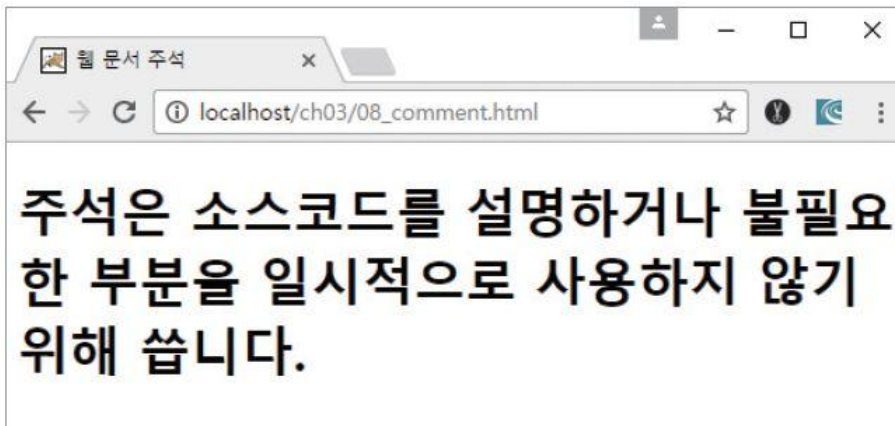 웹 문서 주석
localhost/ch03/08_comment.html
주석은 소스코드를 설명하거나 불필요
한 부분을 일시적으로 사용하지 않기
위해 씁니다.